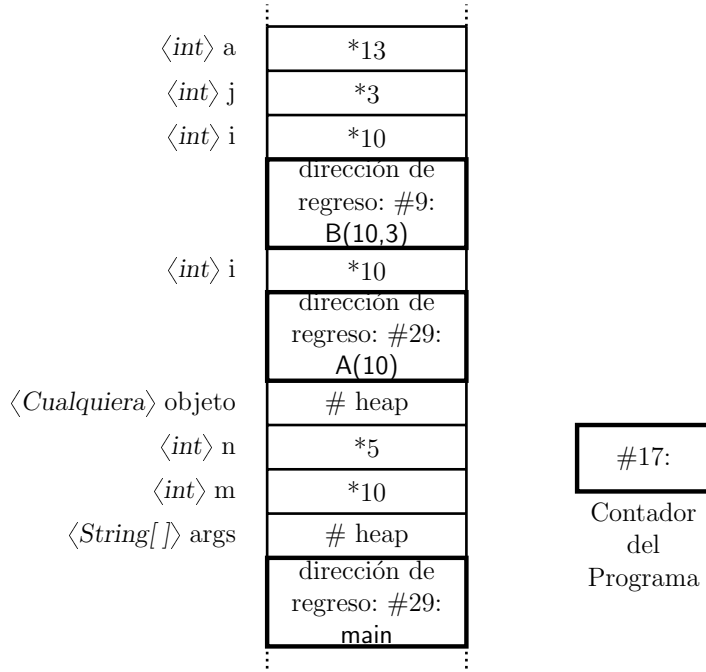 ⟨int⟩ a *13
⟨int⟩ j *3
⟨int⟩ i *10
dirección de
regreso: #9:
B(10,3)
⟨int⟩ i *10
dirección de
regreso: #29:
A(10)
⟨Cualquiera⟩ objeto # heap
⟨int⟩ n *5
⟨int⟩ m *10
⟨String[ ]⟩ args # heap
dirección de
regreso: #29:
main
#17:
Contador
del
Programa